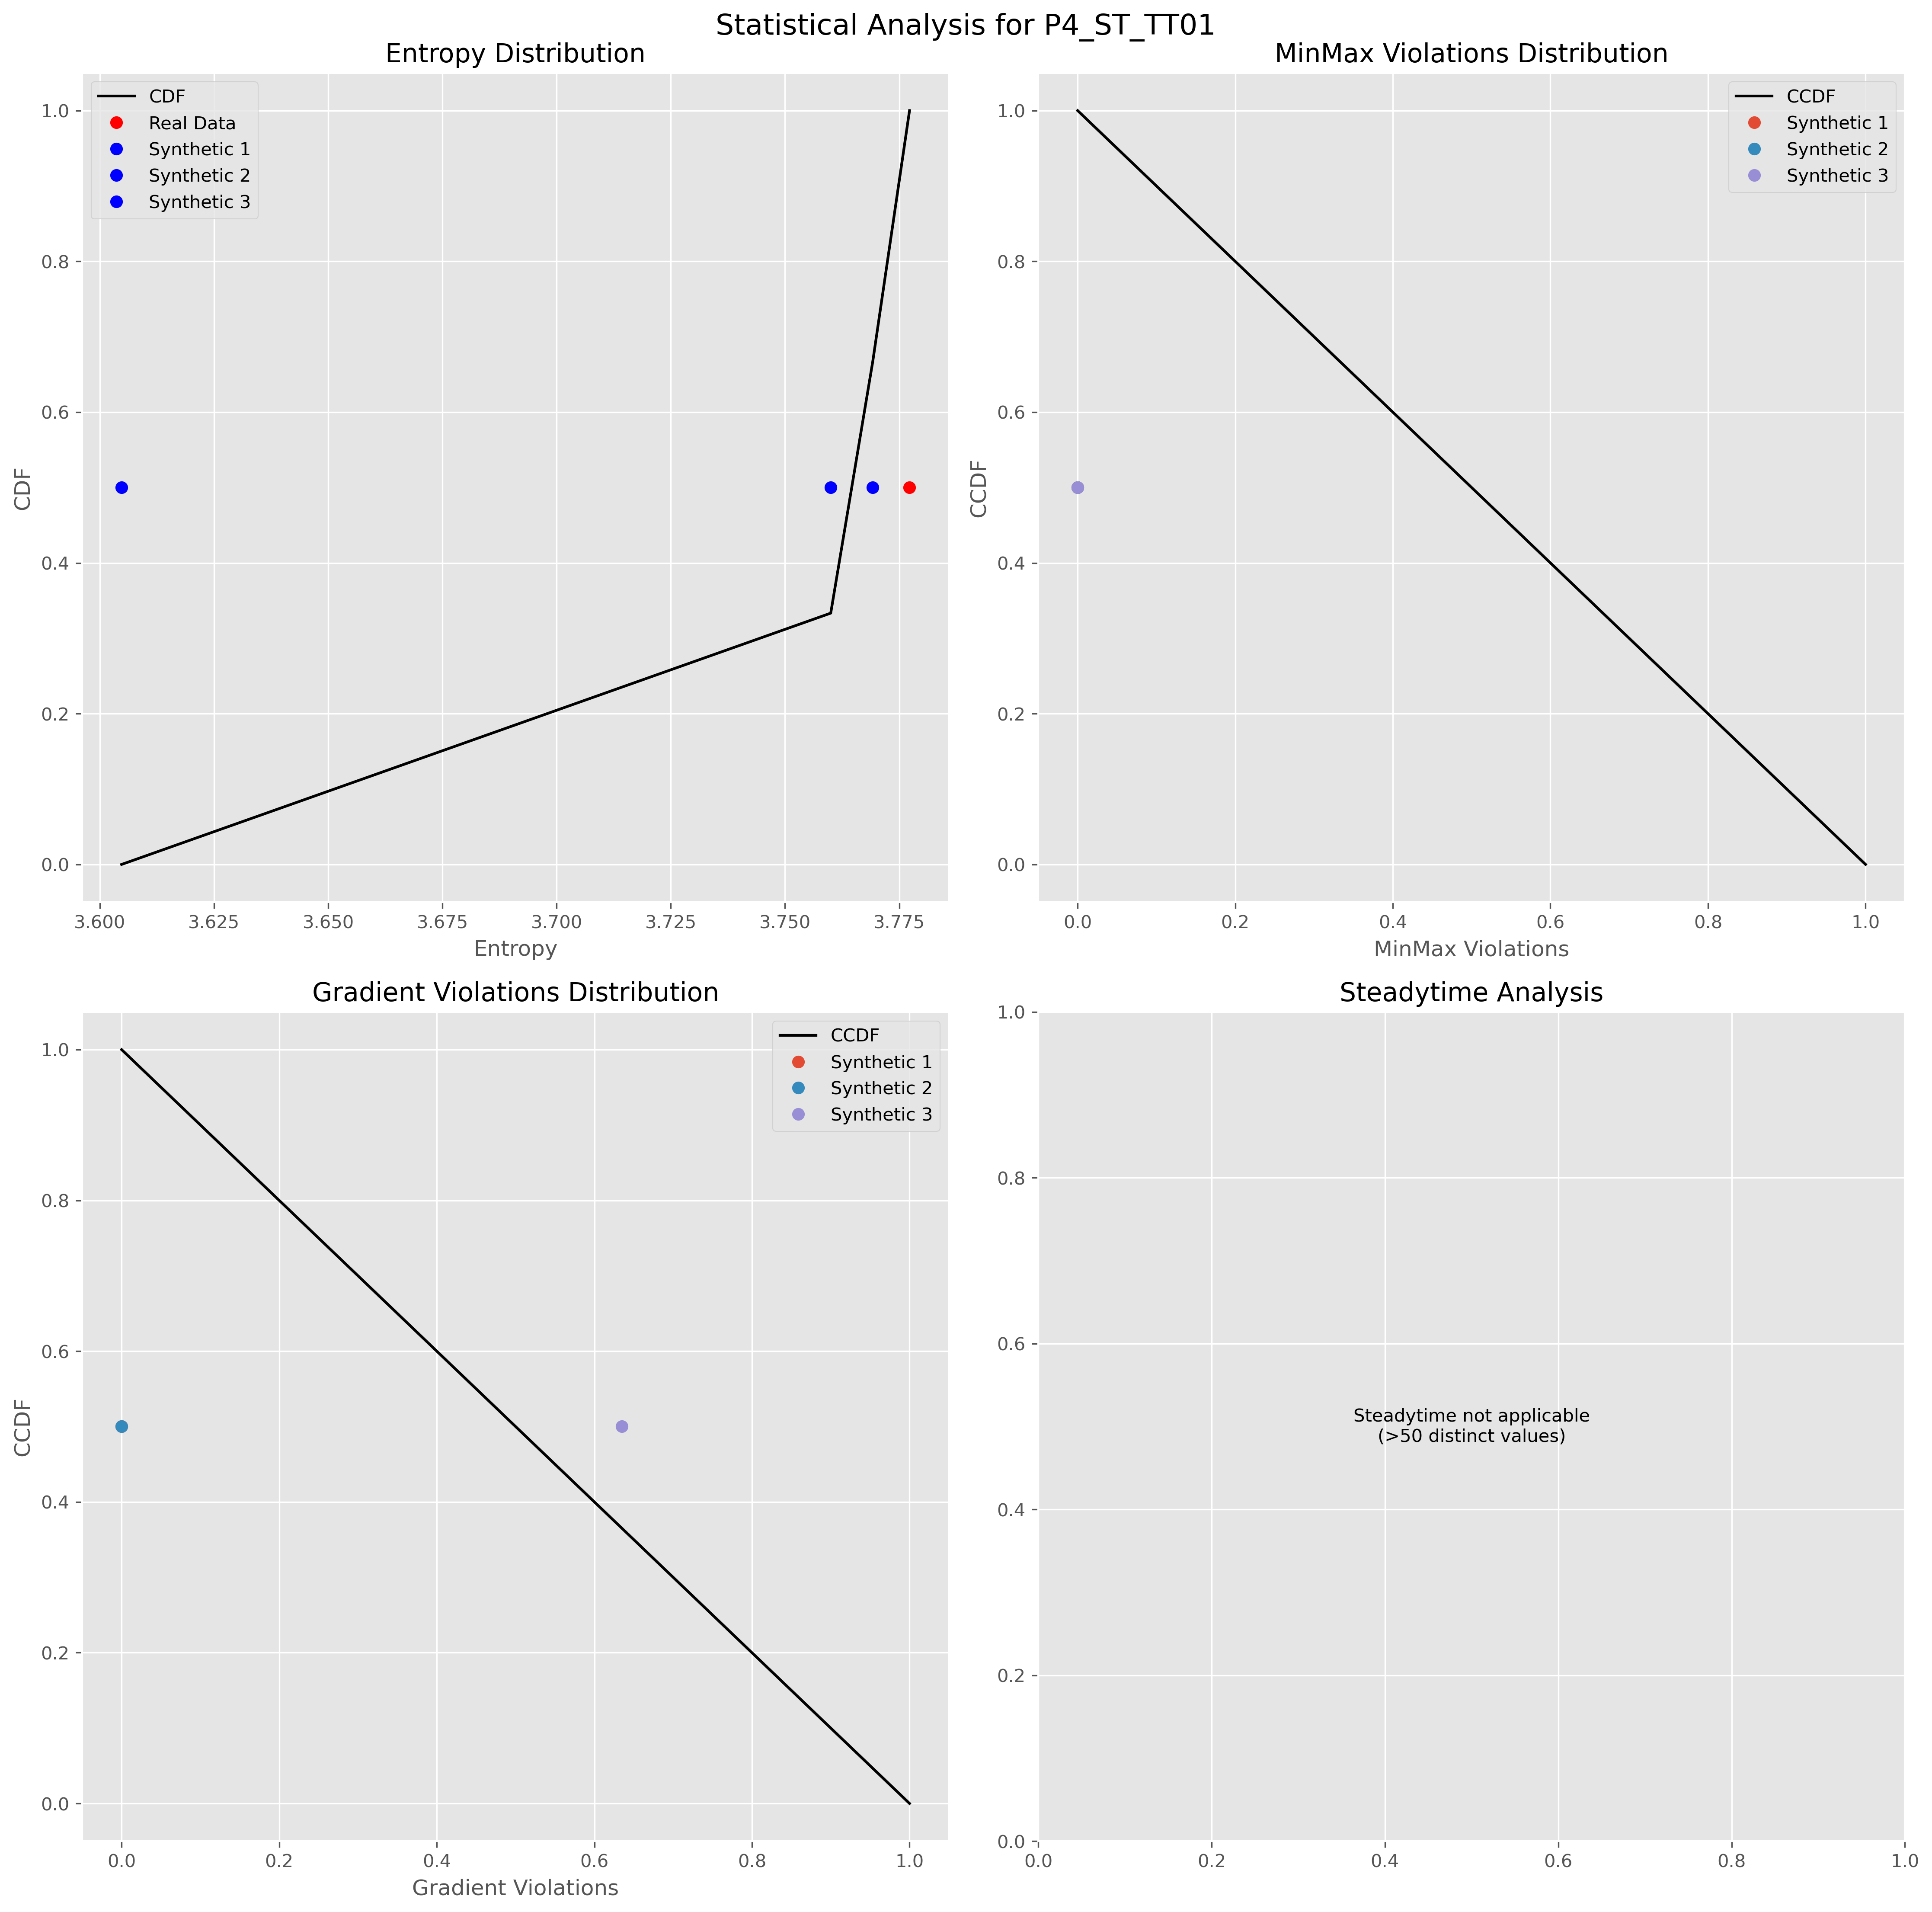 Statistical Analysis for P4_ST_TT01
Entropy Distribution
CDF
Real Data
Synthetic 1
Synthetic 2
Synthetic 3
1.0
0.8
0.6
0.4
0.2
0.0
CDF
3.600 3.625 3.650 3.675 3.700 3.725 3.750 3.775
Entropy
MinMax Violations Distribution
CCDF
Synthetic 1
Synthetic 2
Synthetic 3
1.0
0.8
0.6
0.4
0.2
0.0
CCDF
0.0 0.2 0.4 0.6 0.8 1.0
MinMax Violations
Gradient Violations Distribution
CCDF
Synthetic 1
Synthetic 2
Synthetic 3
1.0
0.8
0.6
0.4
0.2
0.0
CCDF
0.0 0.2 0.4 0.6 0.8 1.0
Gradient Violations
Steadytime Analysis
1.0
0.8
0.6
0.4
0.2
0.0
Steadytime not applicable
(>50 distinct values)
0.0 0.2 0.4 0.6 0.8 1.0